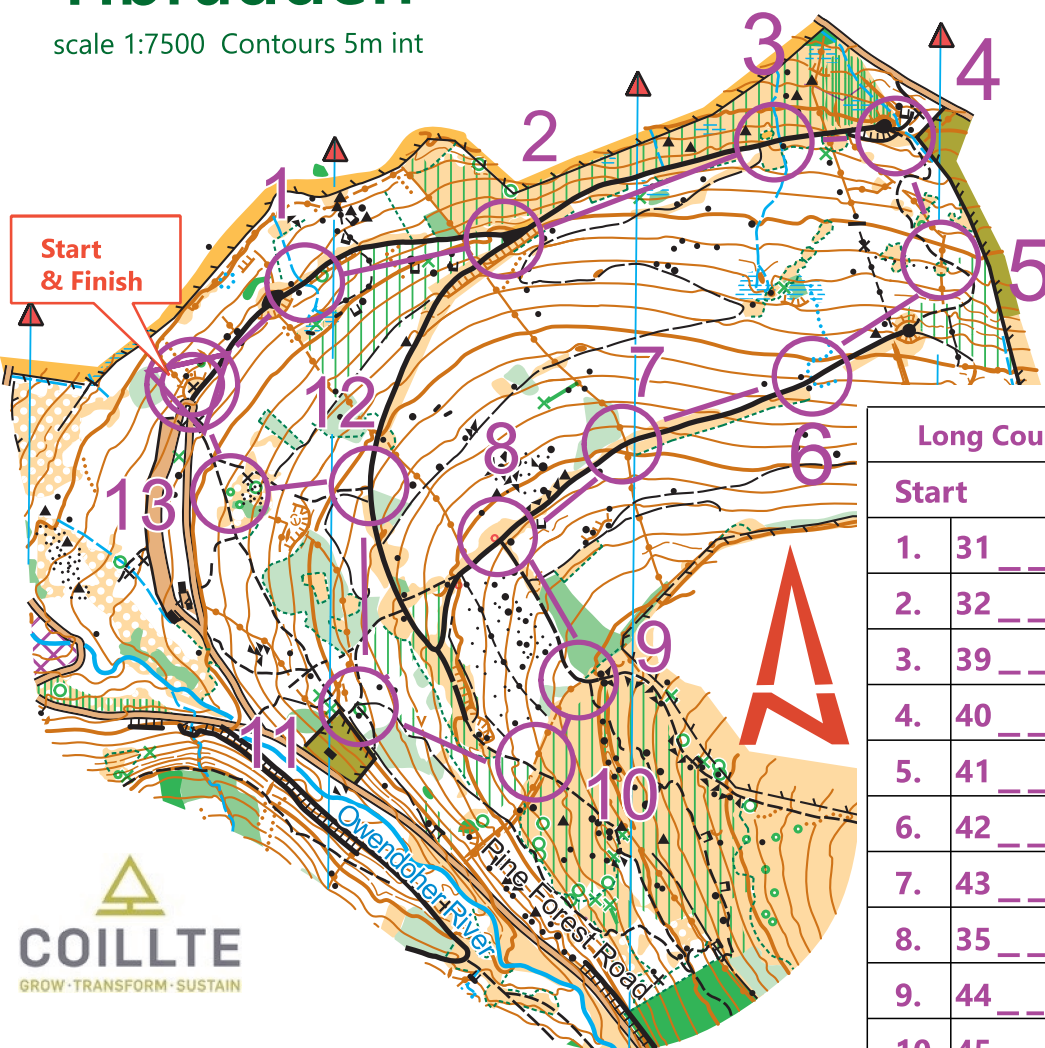 scale 1:7500 Contours 5m int
3
4
2
1
Start
& Finish
5
7
12
8
6
13
9
11
10
Owendoher River
Pine Forest Road
Long Cou
Start
1. 31 _ _
2. 32 _ _
3. 39 _ _
4. 40 _ _
5. 41 _ _
6. 42 _ _
7. 43 _ _
8. 35 _ _
9. 44 _ _
10. 45
COILLTE
GROW · TRANSFORM · SUSTAIN